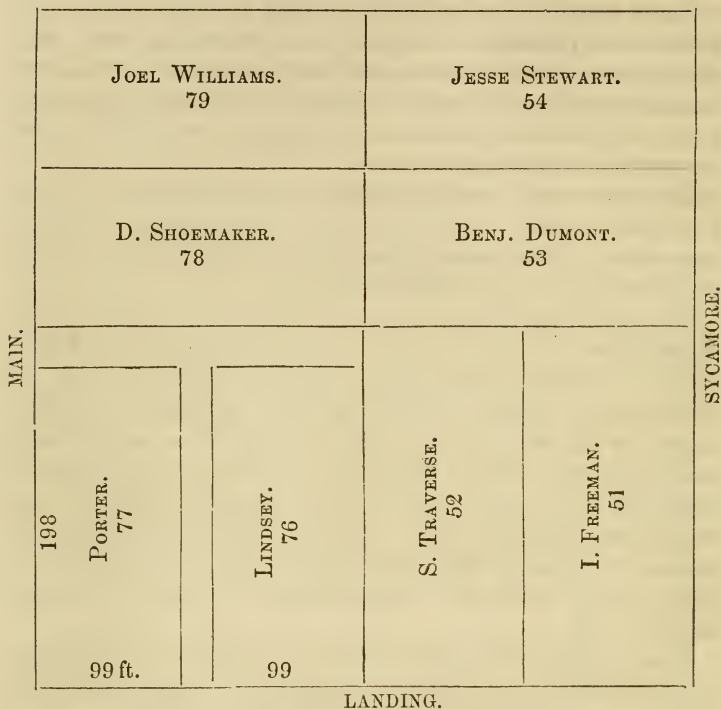 JOEL WILLIAMS.
79
JESSE STEWART.
54
D. SHOEMAKER.
78
BENJ. DUMONT.
53
MAIN.
SYCAMORE.
198
PORTER.
77
LINDSEY.
76
S. TRAVERSE.
52
I. FREEMAN.
51
99 ft.
99
LANDING.